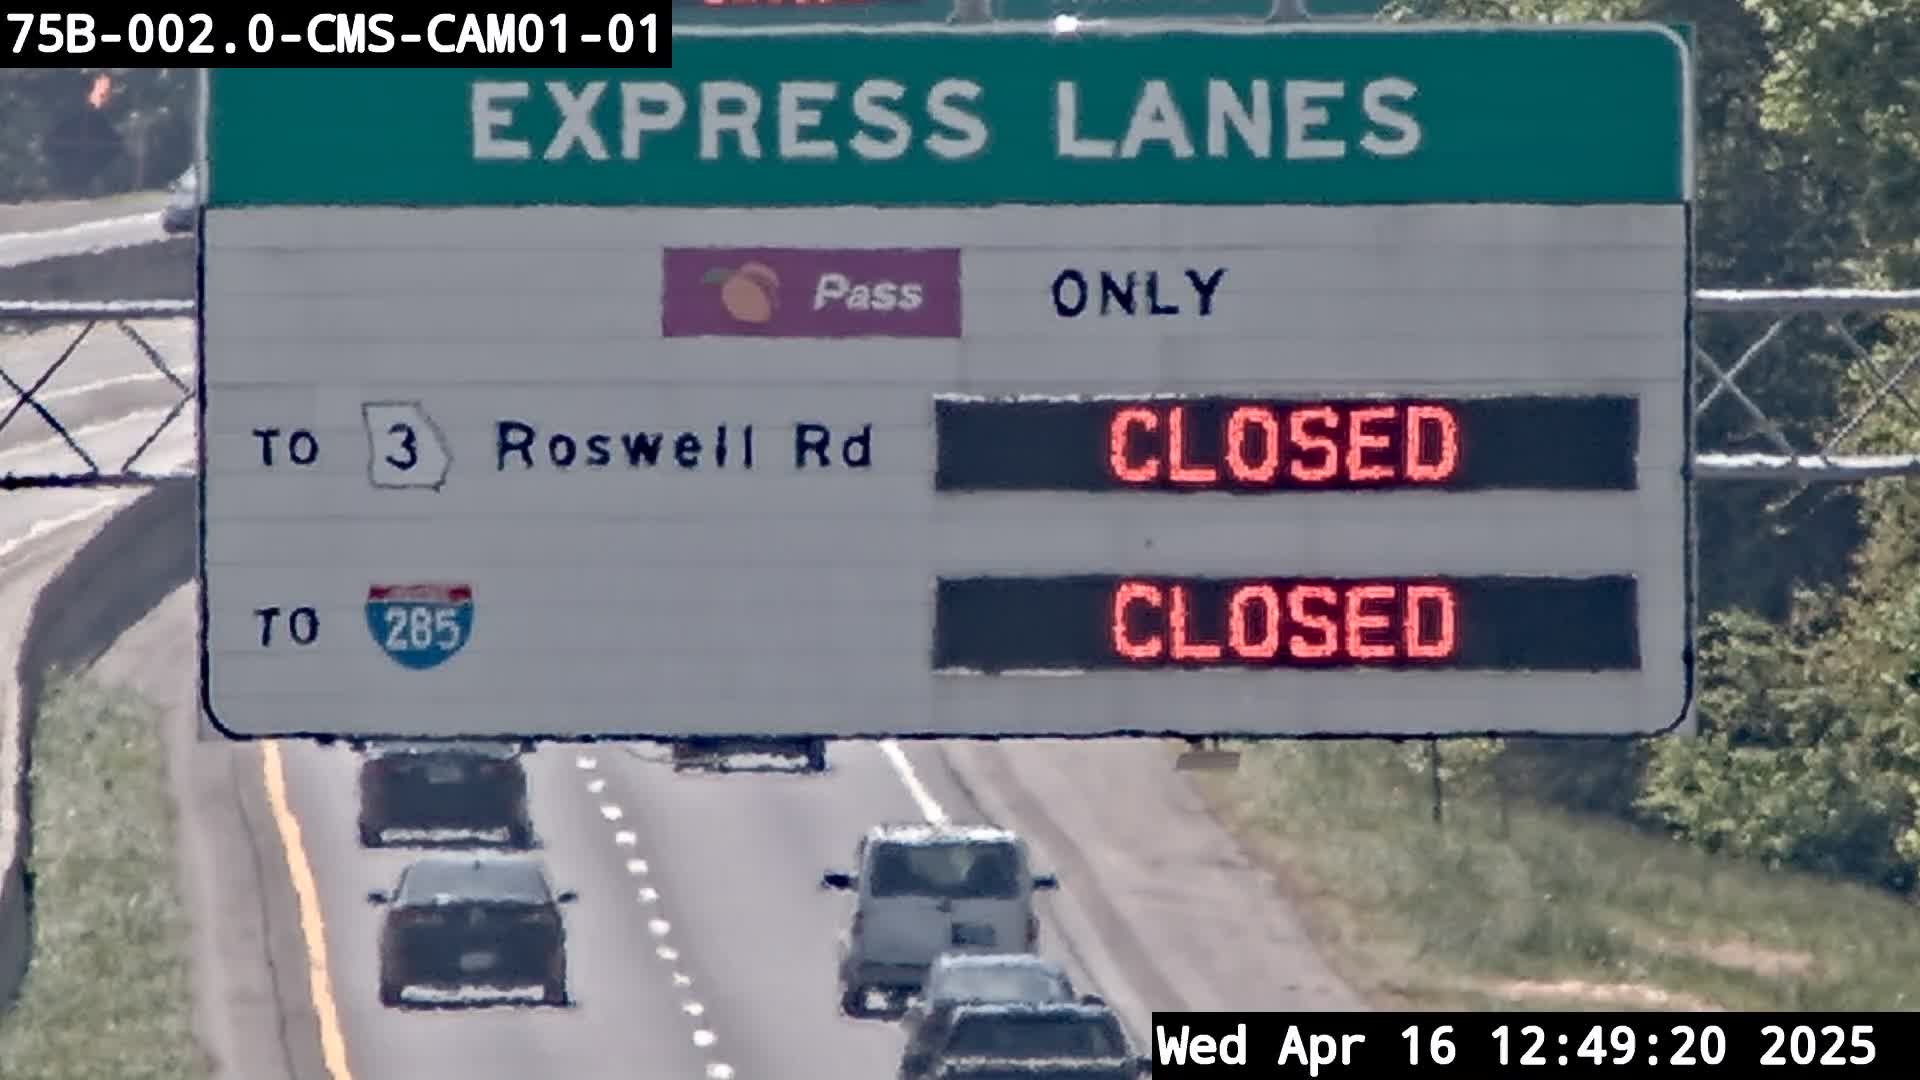 75B-002.0-CMS-CAM01-01
EXPRESS LANES
Pass ONLY
TO 3 Roswell Rd CLOSED
TO 285 CLOSED
Wed Apr 16 12:49:20 2025